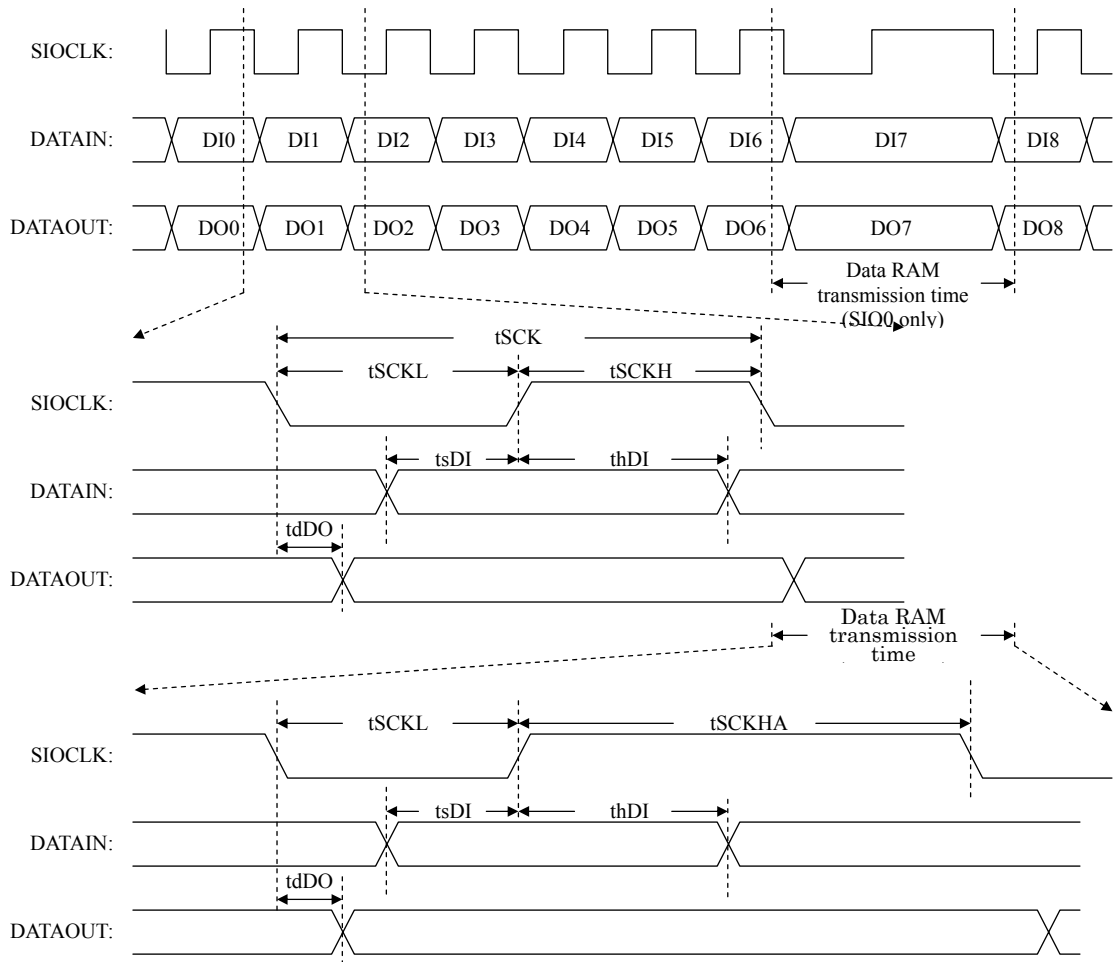 SIOCLK:
DATAIN: DI0 DI1 DI2 DI3 DI4 DI5 DI6 DI7 DI8
DATAOUT: DO0 DO1 DO2 DO3 DO4 DO5 DO6 DO7 DO8
Data RAM
transmission time
(SIO0 only)
tSCK
tSCKL tSCKH
SIOCLK:
tsDI thDI
DATAIN:
tdDO
DATAOUT:
Data RAM
transmission
time
tSCKL tSCKHA
SIOCLK:
tsDI thDI
DATAIN:
tdDO
DATAOUT: